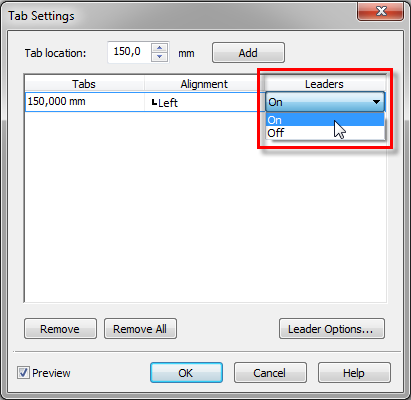 Tab Settings
Tab location: 150,0 mm Add
Tabs Alignment Leaders
150,000 mm Left On
On
Off
Remove Remove All Leader Options...
Preview OK Cancel Help